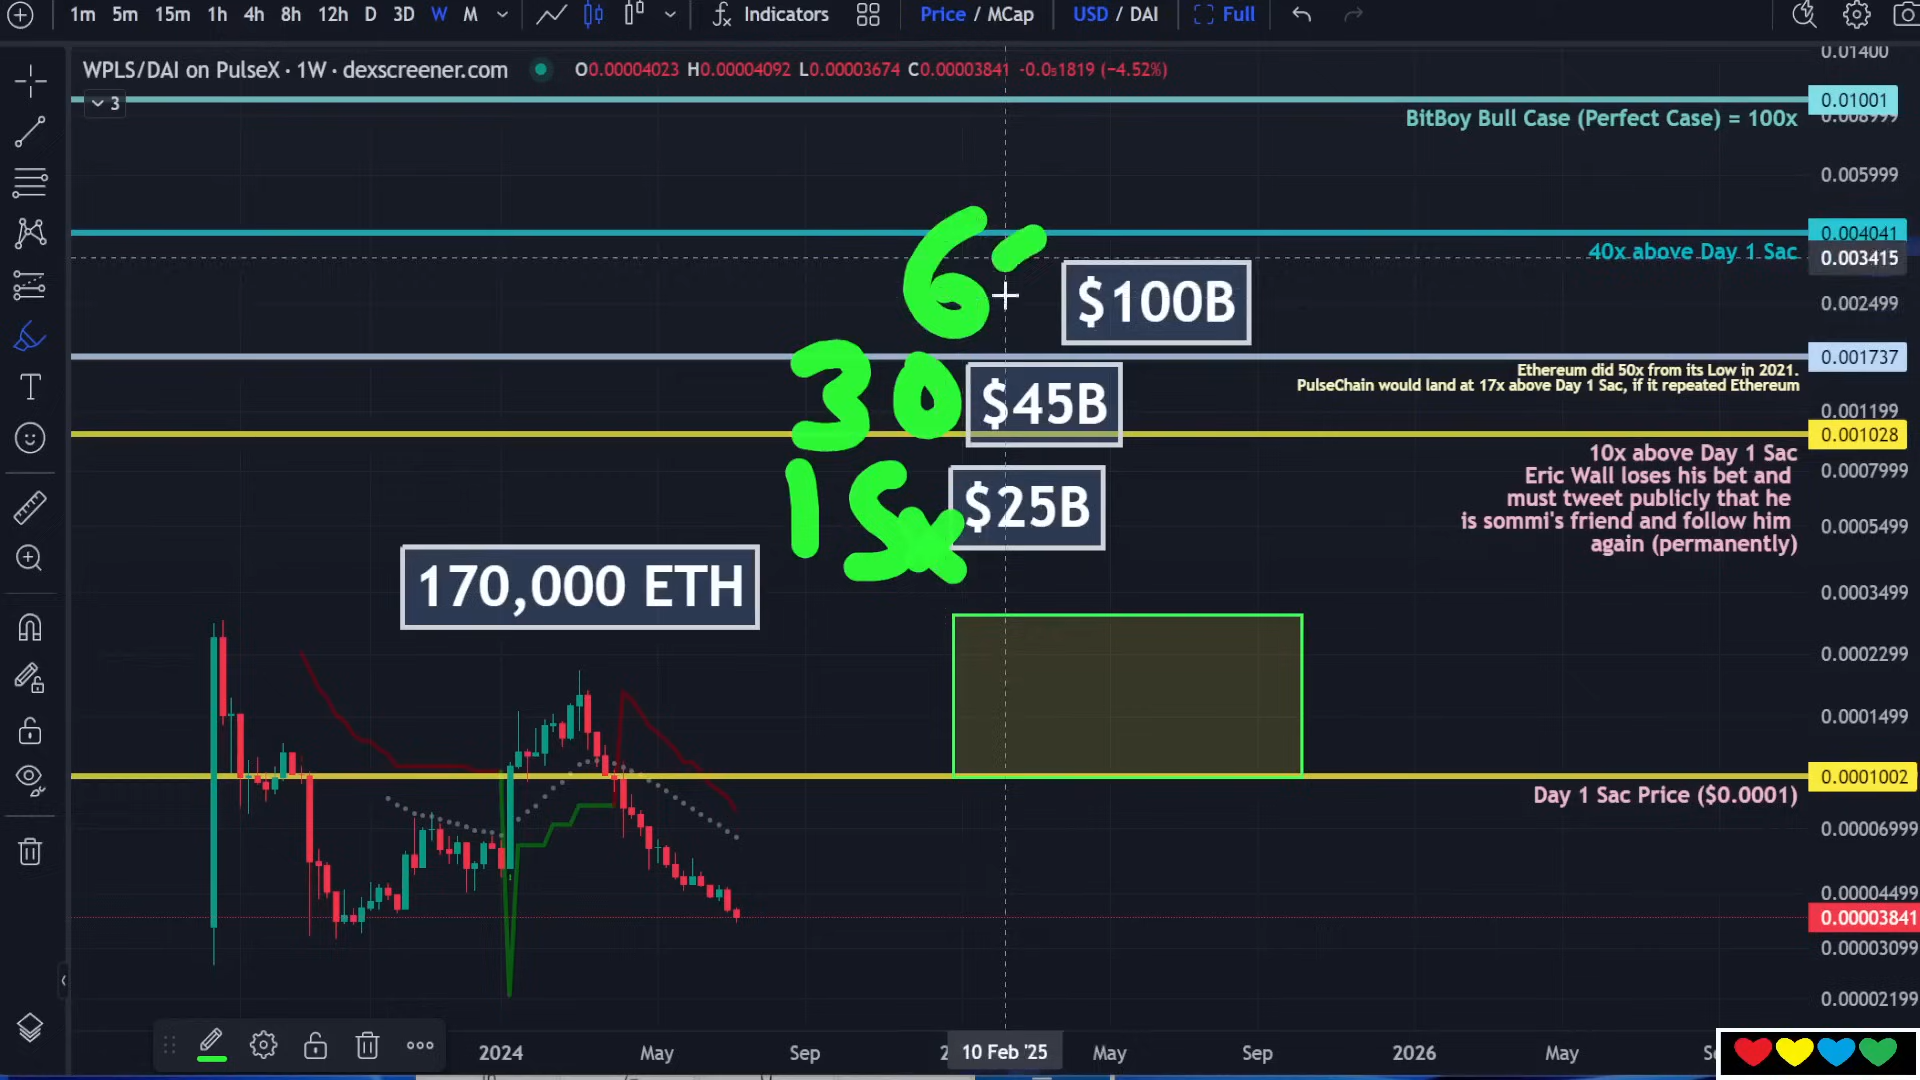 1m 5m 15m 1h 4h 8h 12h D 3D W M Indicators Price / MCap USD / DAI Full
WPLS/DAI on PulseX · 1W · dexscreener.com O0.00004023 H0.00004092 L0.00003674 C0.00003841 -0.0₅1819 (−4.52%)
3
0.01400
0.01001
BitBoy Bull Case (Perfect Case) = 100x
0.008999
0.005999
0.004041
40x above Day 1 Sac
0.003415
6
$100B
0.002499
0.001737
Ethereum did 50x from its Low in 2021.
PulseChain would land at 17x above Day 1 Sac, if it repeated Ethereum
30
$45B
0.001199
0.001028
10x above Day 1 Sac
Eric Wall loses his bet and
must tweet publicly that he
is sommi's friend and follow him
again (permanently)
0.0007999
15x
$25B
0.0005499
170,000 ETH
0.0003499
0.0002299
0.0001499
0.0001002
Day 1 Sac Price ($0.0001)
0.00006999
0.00004499
0.00003841
0.00003099
0.00002199
2024 May Sep 10 Feb '25 May Sep 2026 May